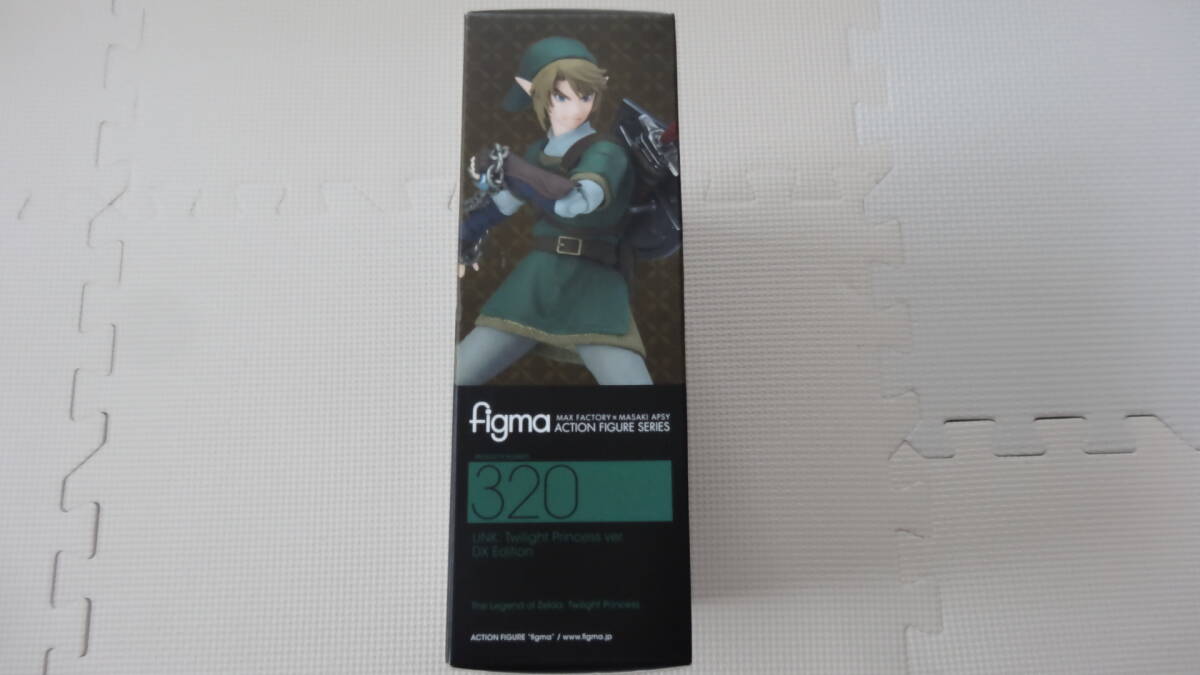 figma
MAX FACTORY × MASAKI APSY
ACTION FIGURE SERIES
320
LINK: Twilight Princess ver.
DX Edition
The Legend of Zelda: Twilight Princess
ACTION FIGURE "figma" / www.figma.jp